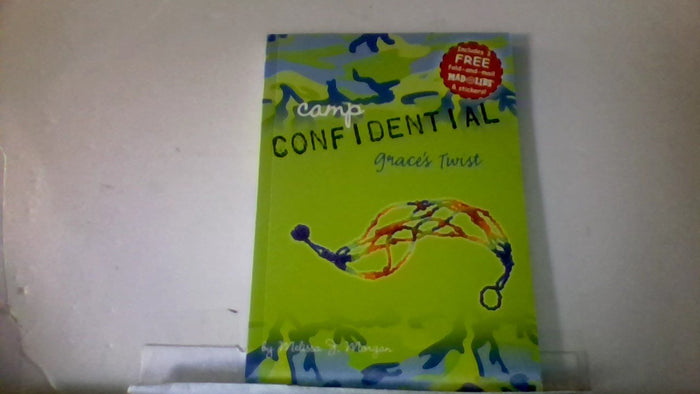 Includes
FREE
fold-and-mail
MAD LIBS
& stickers!
camp
CONFIDENTIAL
grace's Twist
by Melissa J. Morgan